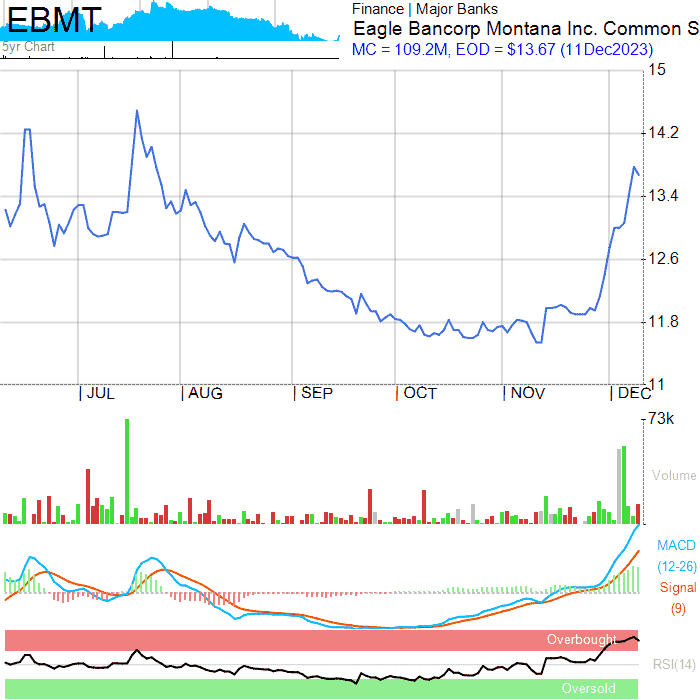 EBMT
5yr Chart
Finance | Major Banks
Eagle Bancorp Montana Inc. Common S
MC = 109.2M, EOD = $13.67 (11Dec2023)
15
14.2
13.4
12.6
11.8
11
| JUL | AUG | SEP | OCT | NOV | DEC
73k
Volume
MACD
(12-26)
Signal
(9)
Overbought
RSI(14)
Oversold